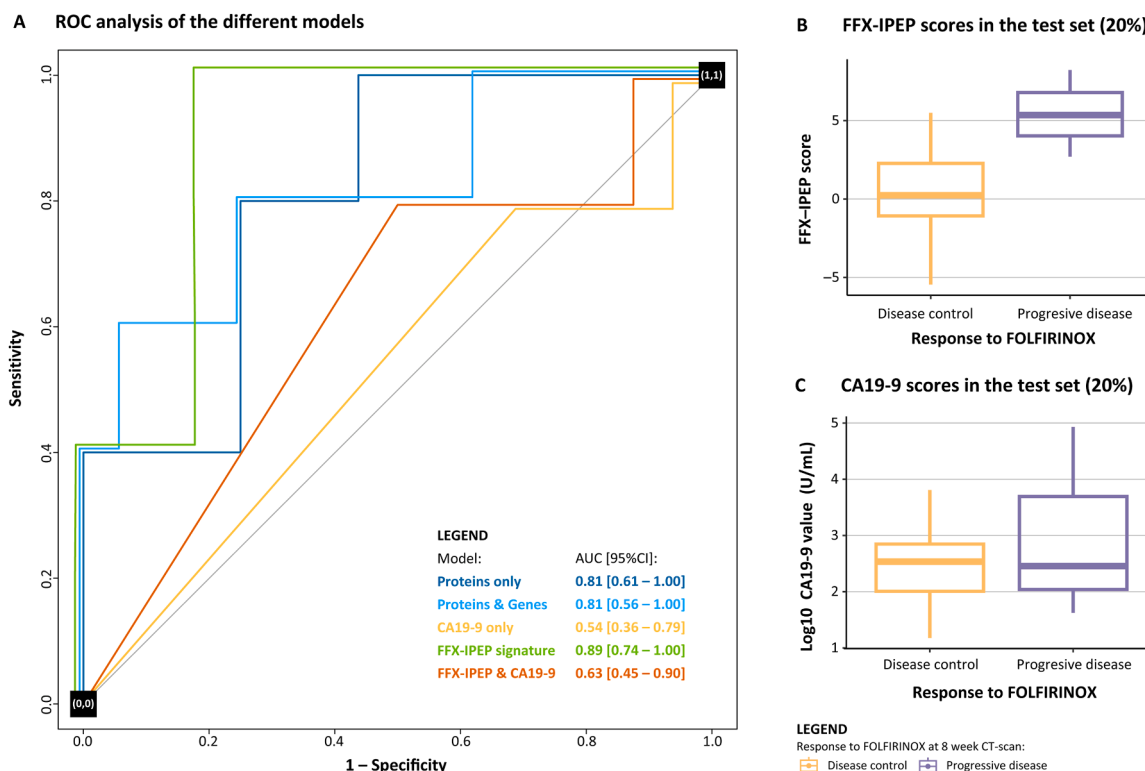 A ROC analysis of the different models
Sensitivity
1.0
0.8
0.6
0.4
0.2
0.0
(1,1)
(0,0)
LEGEND
Model: AUC [95%CI]:
Proteins only 0.81 [0.61 – 1.00]
Proteins & Genes 0.81 [0.56 – 1.00]
CA19-9 only 0.54 [0.36 – 0.79]
FFX-IPEP signature 0.89 [0.74 – 1.00]
FFX-IPEP & CA19-9 0.63 [0.45 – 0.90]
0.0 0.2 0.4 0.6 0.8 1.0
1 – Specificity
B FFX-IPEP scores in the test set (20%)
FFX–IPEP score
5
0
−5
Disease control Progresive disease
Response to FOLFIRINOX
C CA19-9 scores in the test set (20%)
Log10 CA19-9 value (U/mL)
5
4
3
2
1
Disease control Progresive disease
Response to FOLFIRINOX
LEGEND
Response to FOLFIRINOX at 8 week CT-scan:
Disease control Progressive disease